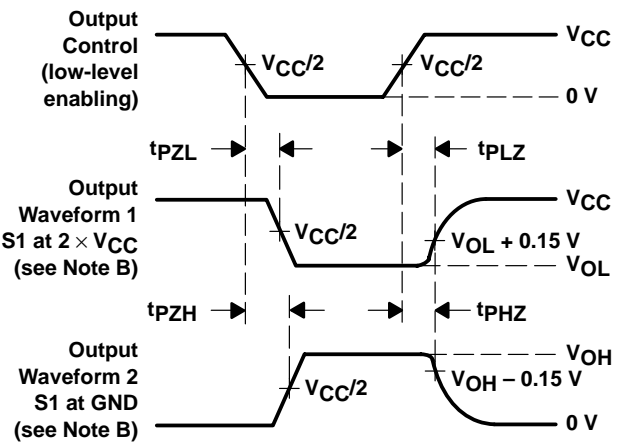 Output
Control
(low-level
enabling)
VCC/2
VCC/2
VCC
0 V
tPZL
tPLZ
Output
Waveform 1
S1 at 2 × VCC
(see Note B)
VCC/2
VCC
VOL + 0.15 V
VOL
tPZH
tPHZ
Output
Waveform 2
S1 at GND
(see Note B)
VCC/2
VOH
VOH – 0.15 V
0 V